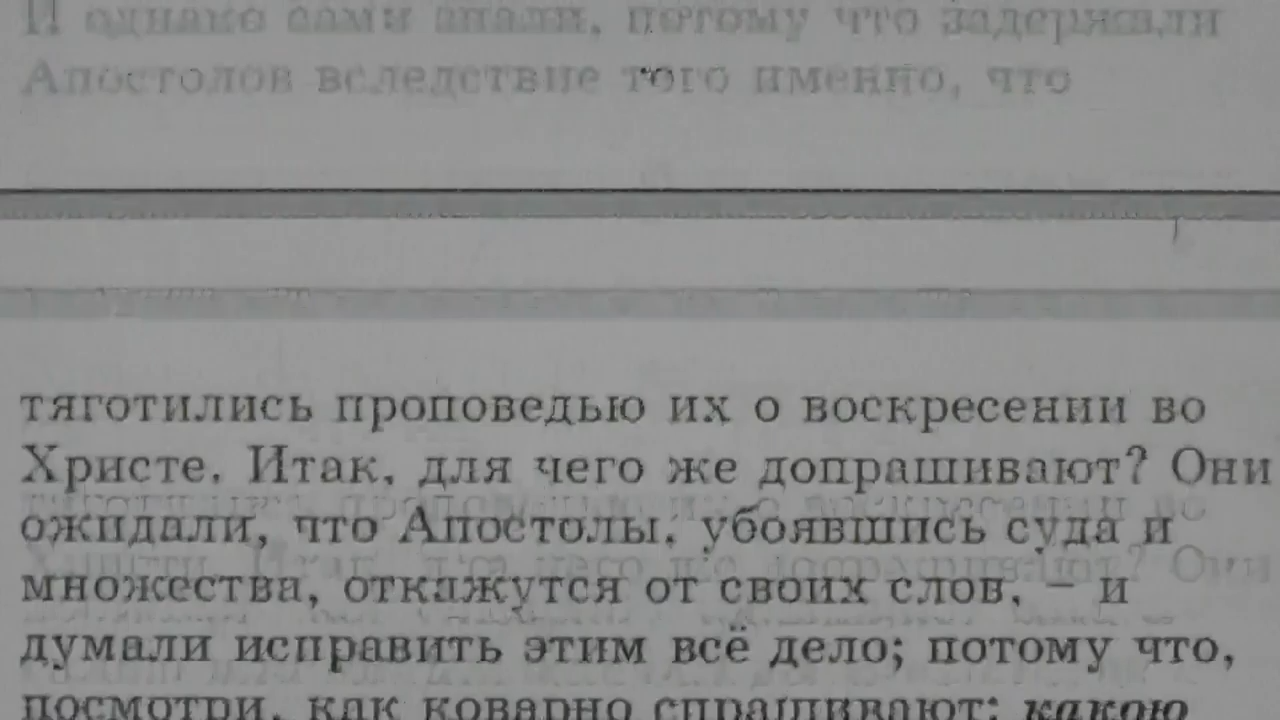 И однако сами знали, потому что задержали
Апостолов вследствие того именно, что
тяготились проповедью их о воскресении во
Христе. Итак, для чего же допрашивают? Они
ожидали, что Апостолы, убоявшись суда и
множества, откажутся от своих слов, – и
думали исправить этим всё дело; потому что,
посмотри, как коварно спрашивают: какою